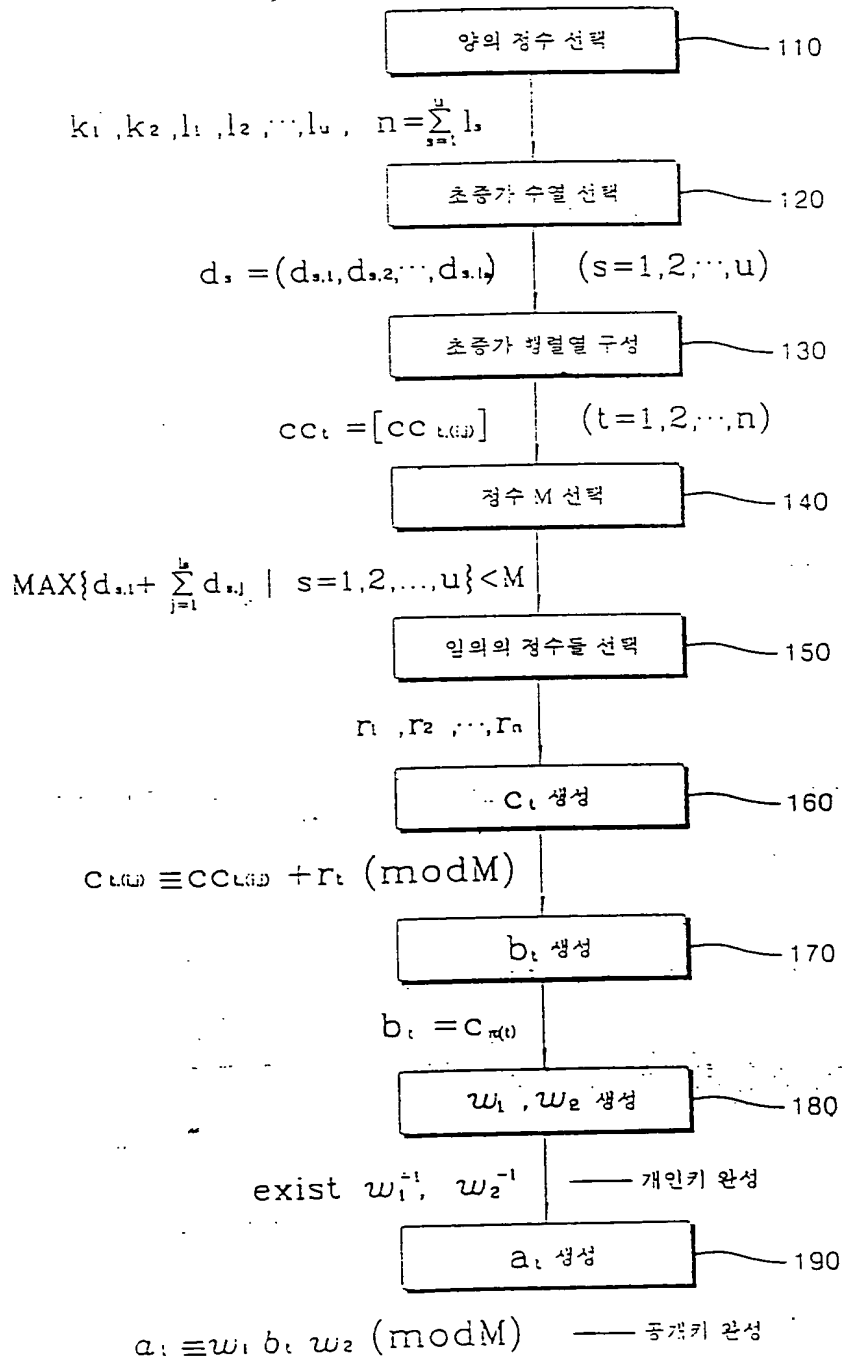 양의 정수 선택 110
k₁ ,k₂ ,l₁ ,l₂ ,⋯,lᵤ , n=∑ᵤₛ₌₁ lₛ
초증가 수열 선택 120
dₛ =(dₛ.₁,dₛ.₂,⋯,dₛ.ₗₛ) (s=1,2,⋯,u)
초증가 행렬열 구성 130
CCₜ =[CC ₜ.(i.j)] (t=1,2,⋯,n)
정수 M 선택 140
MAX{dₛ.₁+ ∑ˡˢⱼ₌₁ dₛ.ⱼ | s=1,2,...,u}<M
임의의 정수들 선택 150
r₁ ,r₂ ,⋯,rₙ
Cₜ 생성 160
Cₜ.(i.j) ≡CCₜ.(i.j) +rₜ (modM)
bₜ 생성 170
bₜ =C π(t)
w₁ ,w₂ 생성 180
exist w₁⁻¹, w₂⁻¹ 개인키 완성
aₜ 생성 190
aₜ ≡w₁ bₜ w₂ (modM) 공개키 완성